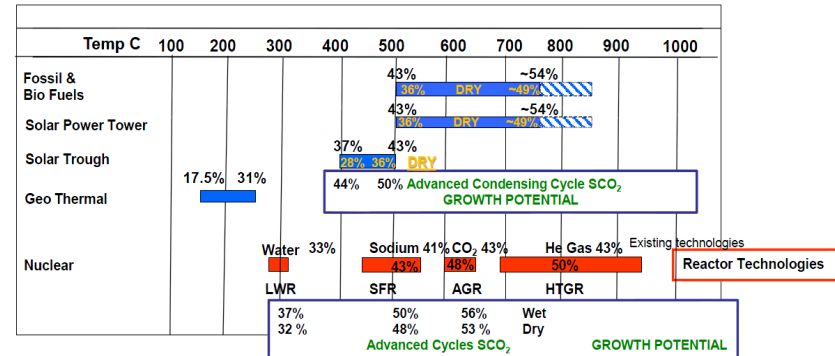 Temp C 100 200 300 400 500 600 700 800 900 1000
43% ~54%
Fossil &
Bio Fuels
36% DRY ~49%
43% ~54%
Solar Power Tower
36% DRY ~49%
37% 43%
Solar Trough
28% 36% DRY
17.5% 31%
44% 50% Advanced Condensing Cycle SCO₂
Geo Thermal
GROWTH POTENTIAL
Water 33% Sodium 41% CO₂ 43% He Gas 43% Existing technologies
Nuclear
43% 48% 50%
Reactor Technologies
LWR SFR AGR HTGR
37% 50% 56% Wet
32 % 48% 53 % Dry
Advanced Cycles SCO₂ GROWTH POTENTIAL